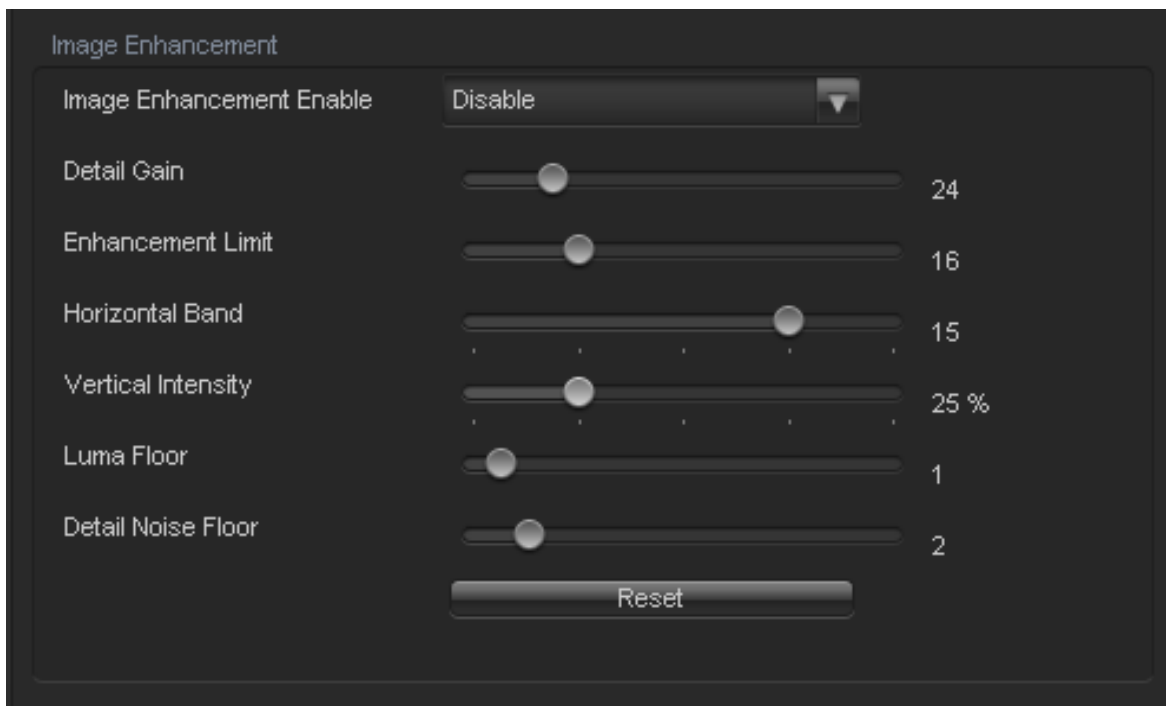 Image Enhancement
Image Enhancement Enable Disable
Detail Gain 24
Enhancement Limit 16
Horizontal Band 15
Vertical Intensity 25 %
Luma Floor 1
Detail Noise Floor 2
Reset